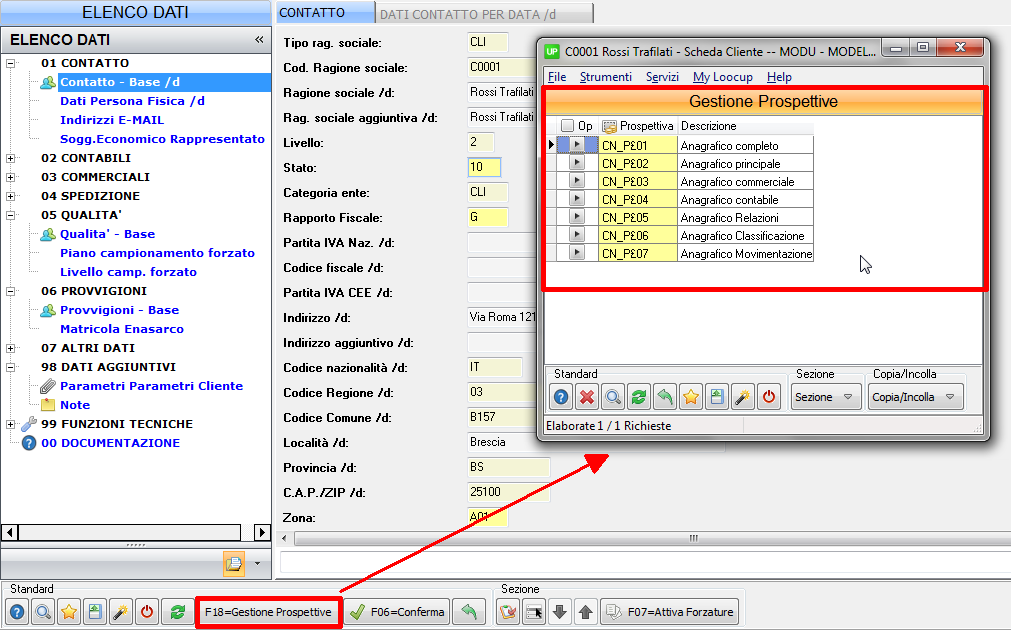 ELENCO DATI
ELENCO DATI «
01 CONTATTO
Contatto - Base /d
Dati Persona Fisica /d
Indirizzi E-MAIL
Sogg.Economico Rappresentato
02 CONTABILI
03 COMMERCIALI
04 SPEDIZIONE
05 QUALITA'
Qualita' - Base
Piano campionamento forzato
Livello camp. forzato
06 PROVVIGIONI
Provvigioni - Base
Matricola Enasarco
07 ALTRI DATI
98 DATI AGGIUNTIVI
Parametri Parametri Cliente
Note
99 FUNZIONI TECNICHE
00 DOCUMENTAZIONE
CONTATTO
DATI CONTATTO PER DATA /d
Tipo rag. sociale: CLI
Cod. Ragione sociale: C0001
Ragione sociale /d: Rossi Trafilati
Rag. sociale aggiuntiva /d: Rossi Trafilati
Livello: 2
Stato: 10
Categoria ente: CLI
Rapporto Fiscale: G
Partita IVA Naz. /d:
Codice fiscale /d:
Partita IVA CEE /d:
Indirizzo /d: Via Roma 121
Indirizzo aggiuntivo /d:
Codice nazionalità /d: IT
Codice Regione /d: 03
Codice Comune /d: B157
Località /d: Brescia
Provincia /d: BS
C.A.P./ZIP /d: 25100
Zona: A01
UP C0001 Rossi Trafilati - Scheda Cliente -- MODU - MODEL...
File Strumenti Servizi My Loocup Help
Gestione Prospettive
Op Prospettiva Descrizione
CN_P£01 Anagrafico completo
CN_P£02 Anagrafico principale
CN_P£03 Anagrafico commerciale
CN_P£04 Anagrafico contabile
CN_P£05 Anagrafico Relazioni
CN_P£06 Anagrafico Classificazione
CN_P£07 Anagrafico Movimentazione
Standard Sezione Copia/Incolla
Sezione Copia/Incolla
Elaborate 1 / 1 Richieste
Standard Sezione
F18=Gestione Prospettive F06=Conferma F07=Attiva Forzature